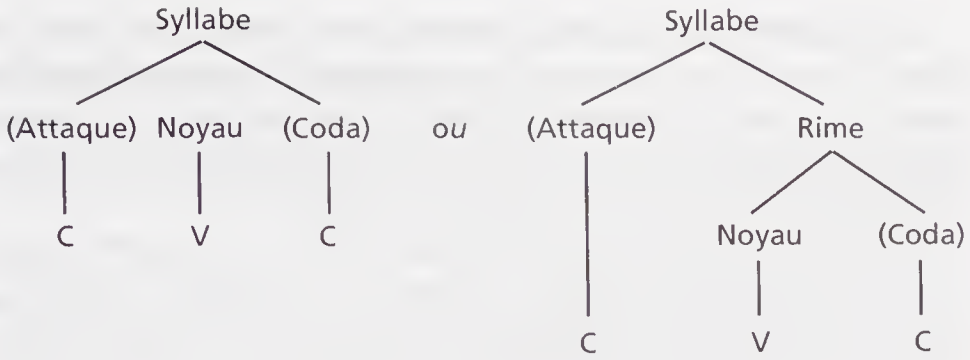 Syllabe Syllabe
(Attaque) Noyau (Coda) ou (Attaque) Rime
C V C Noyau (Coda)
C V C